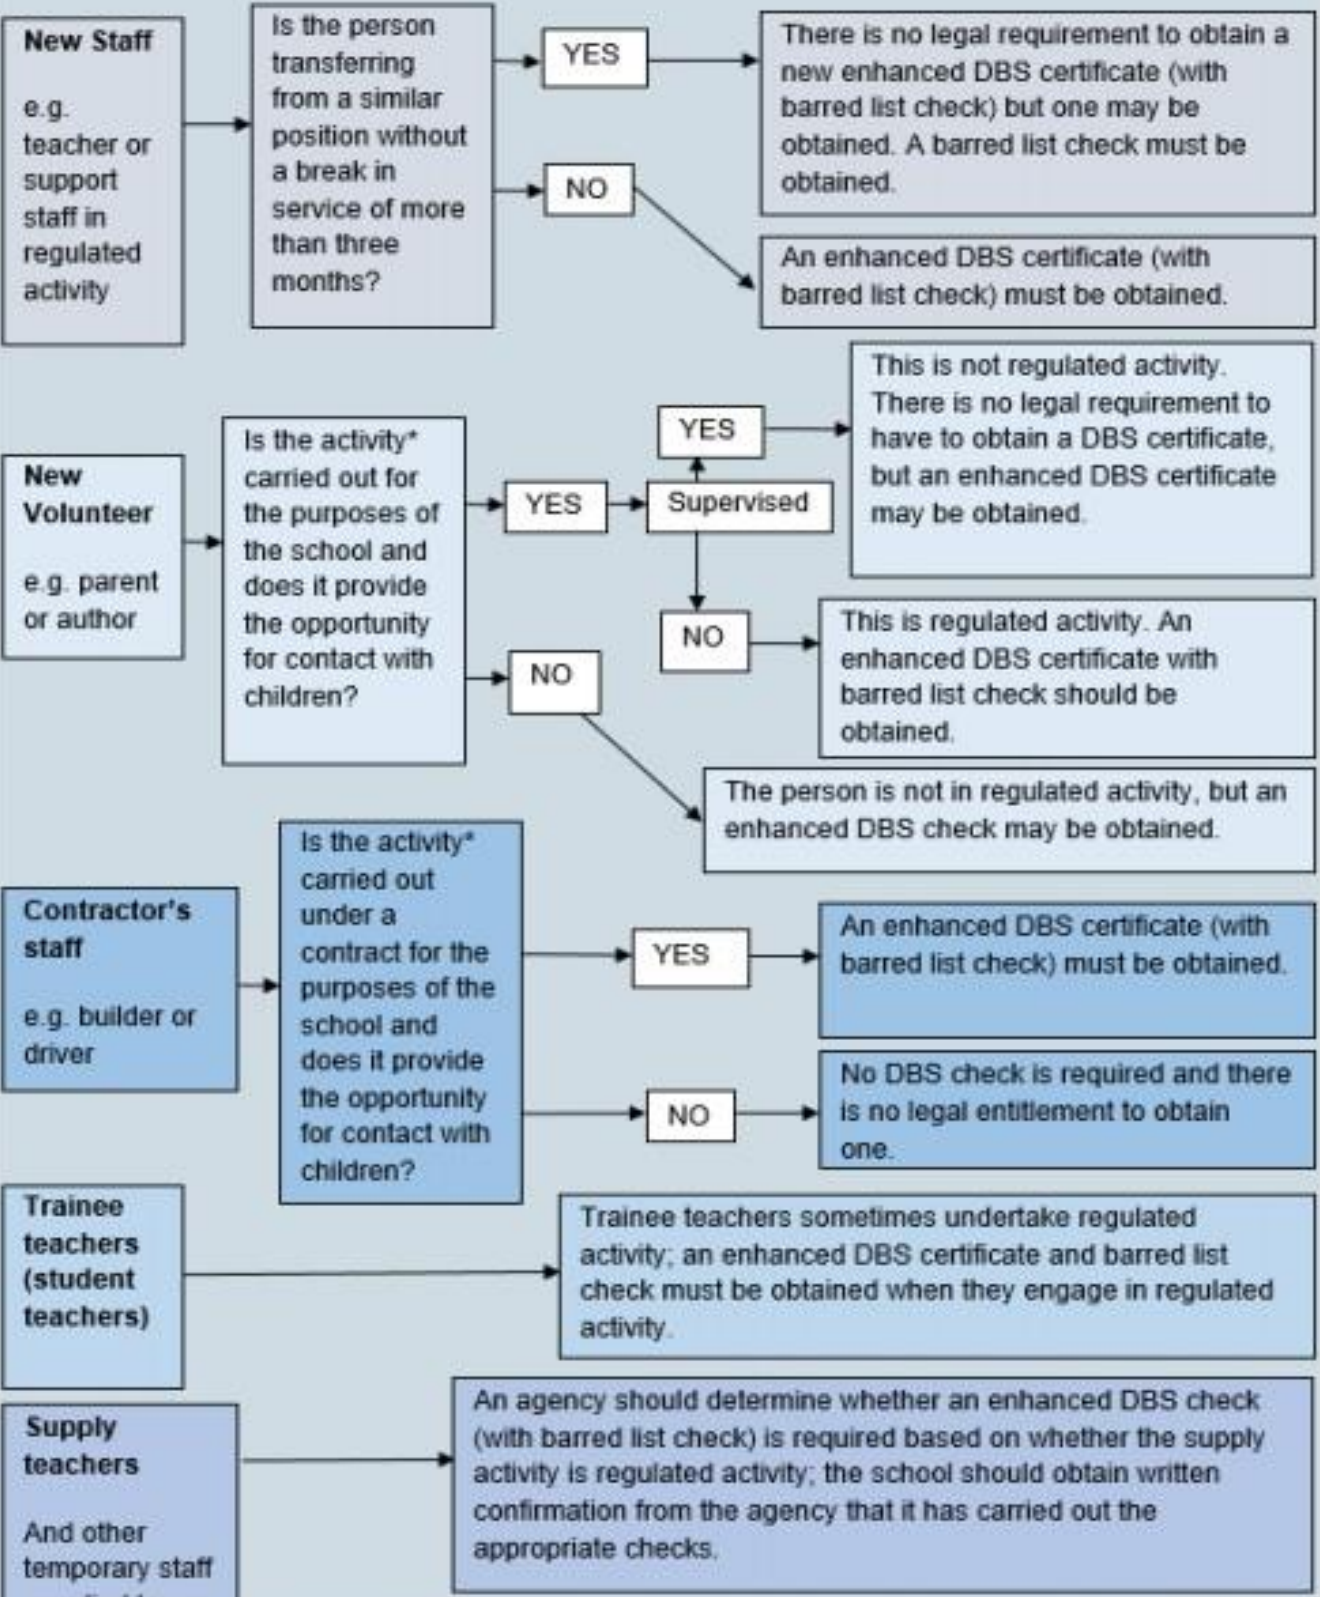 New Staff
e.g.
teacher or
support
staff in
regulated
activity
Is the person
transferring
from a similar
position without
a break in
service of more
than three
months?
YES
There is no legal requirement to obtain a
new enhanced DBS certificate (with
barred list check) but one may be
obtained. A barred list check must be
obtained.
NO
An enhanced DBS certificate (with
barred list check) must be obtained.
New
Volunteer
e.g. parent
or author
Is the activity*
carried out for
the purposes of
the school and
does it provide
the opportunity
for contact with
children?
YES
Supervised
YES
This is not regulated activity.
There is no legal requirement to
have to obtain a DBS certificate,
but an enhanced DBS certificate
may be obtained.
NO
This is regulated activity. An
enhanced DBS certificate with
barred list check should be
obtained.
NO
The person is not in regulated activity, but an
enhanced DBS check may be obtained.
Contractor's
staff
e.g. builder or
driver
Is the activity*
carried out
under a
contract for the
purposes of the
school and
does it provide
the opportunity
for contact with
children?
YES
An enhanced DBS certificate (with
barred list check) must be obtained.
NO
No DBS check is required and there
is no legal entitlement to obtain
one.
Trainee
teachers
(student
teachers)
Trainee teachers sometimes undertake regulated
activity; an enhanced DBS certificate and barred list
check must be obtained when they engage in regulated
activity.
Supply
teachers
And other
temporary staff
An agency should determine whether an enhanced DBS check
(with barred list check) is required based on whether the supply
activity is regulated activity; the school should obtain written
confirmation from the agency that it has carried out the
appropriate checks.